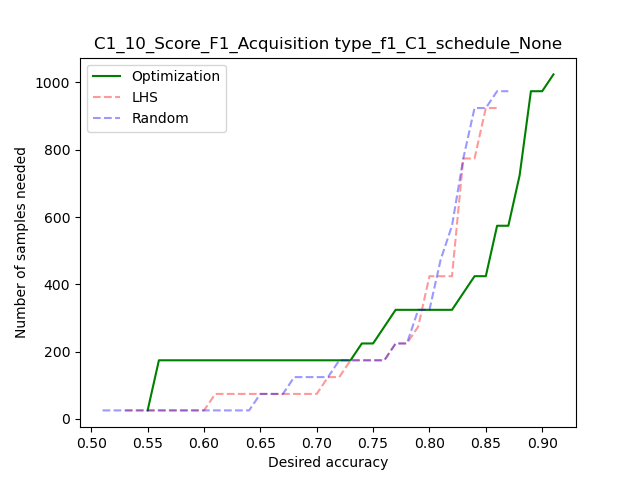 C1_10_Score_F1_Acquisition type_f1_C1_schedule_None
Optimization
LHS
Random
1000
800
600
400
200
0
Number of samples needed
0.50 0.55 0.60 0.65 0.70 0.75 0.80 0.85 0.90
Desired accuracy